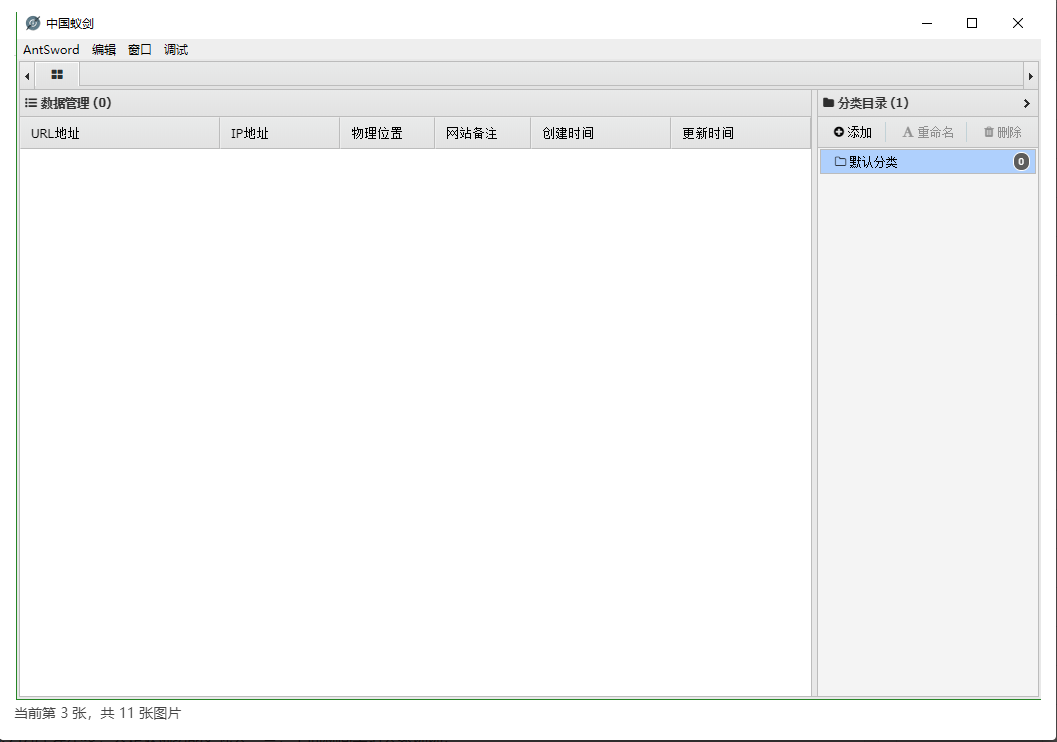 中国蚁剑
AntSword 编辑 窗口 调试
数据管理 (0)
分类目录 (1)
URL地址 IP地址 物理位置 网站备注 创建时间 更新时间
添加 A 重命名 删除
默认分类 0
当前第 3 张，共 11 张图片